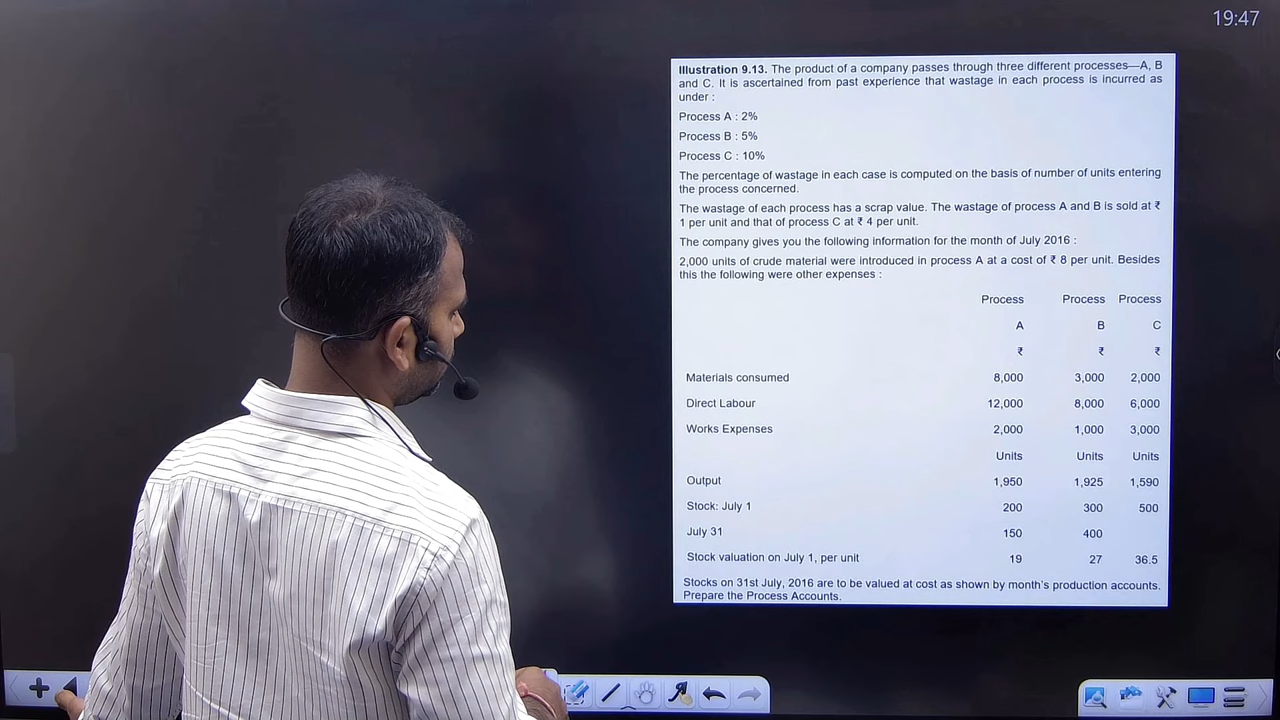 19:47
Illustration 9.13. The product of a company passes through three different processes—A, B
and C. It is ascertained from past experience that wastage in each process is incurred as
under :
Process A : 2%
Process B : 5%
Process C : 10%
The percentage of wastage in each case is computed on the basis of number of units entering
the process concerned.
The wastage of each process has a scrap value. The wastage of process A and B is sold at ₹
1 per unit and that of process C at ₹ 4 per unit.
The company gives you the following information for the month of July 2016 :
2,000 units of crude material were introduced in process A at a cost of ₹ 8 per unit. Besides
this the following were other expenses :
Process Process Process
A B C
₹ ₹ ₹
Materials consumed 8,000 3,000 2,000
Direct Labour 12,000 8,000 6,000
Works Expenses 2,000 1,000 3,000
Units Units Units
Output 1,950 1,925 1,590
Stock: July 1 200 300 500
July 31 150 400
Stock valuation on July 1, per unit 19 27 36.5
Stocks on 31st July, 2016 are to be valued at cost as shown by month's production accounts.
Prepare the Process Accounts.